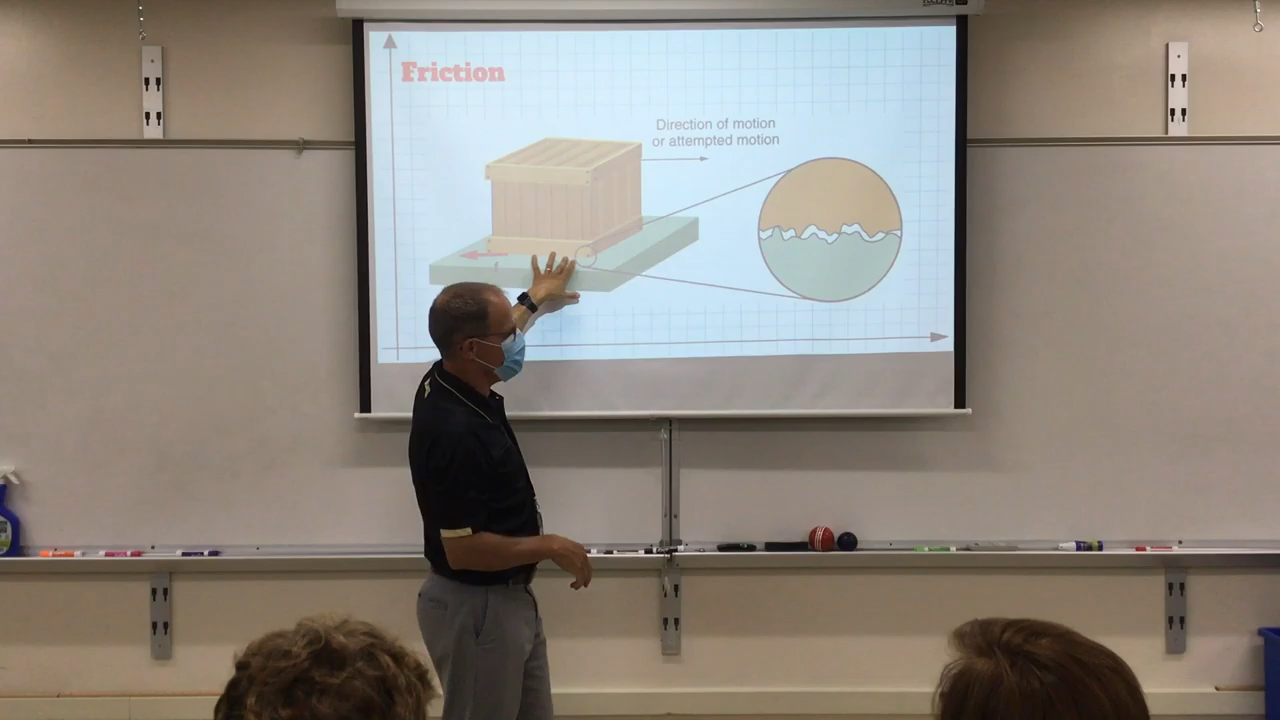 Friction
Direction of motion
or attempted motion
f